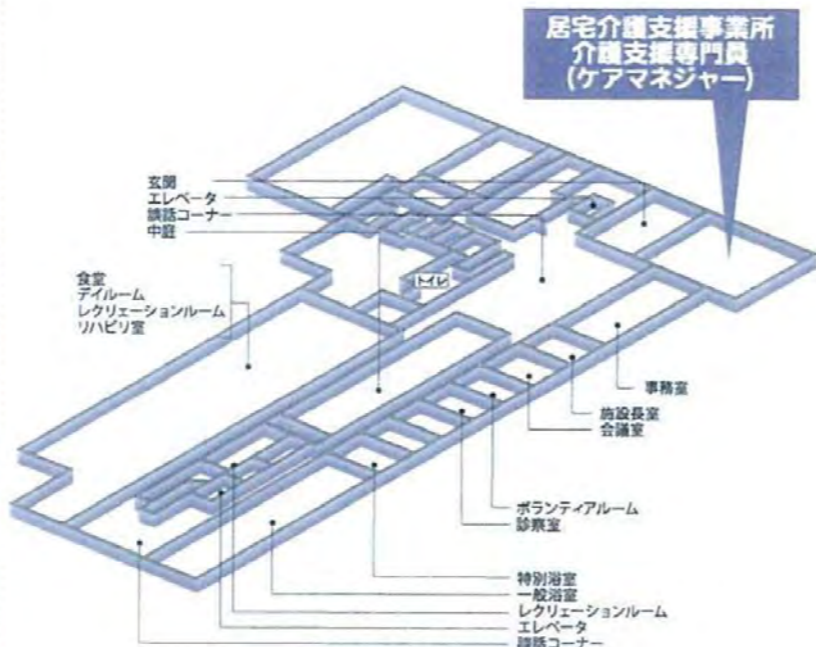 居宅介護支援事業所
介護支援専門員
(ケアマネジャー)
玄関
エレベータ
談話コーナー
中庭
トイレ
食堂
デイルーム
レクリェーションルーム
リハビリ室
事務室
施設長室
会議室
ボランティアルーム
診察室
特別浴室
一般浴室
レクリェーションルーム
エレベータ
談話コーナー